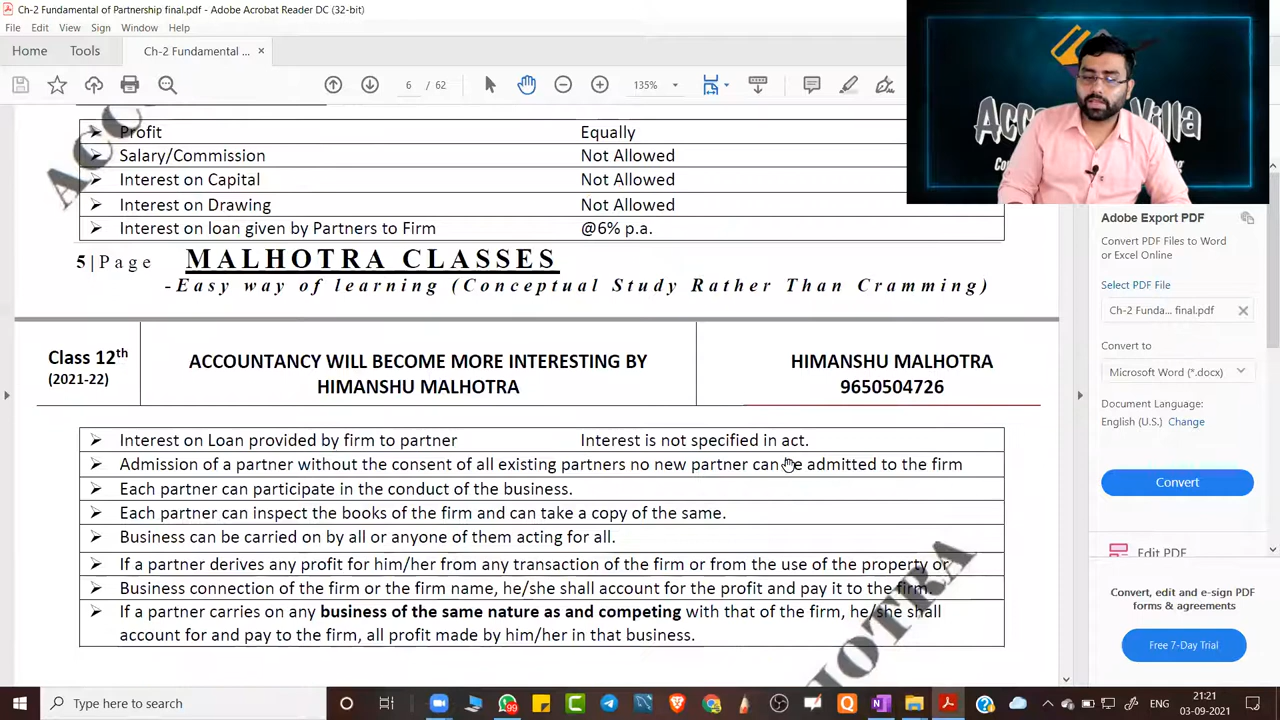 Ch-2 Fundamental of Partnership final.pdf - Adobe Acrobat Reader DC (32-bit)
File Edit View Sign Window Help
Home Tools Ch-2 Fundamental ... ×
6 / 62 135%
Profit Equally
Salary/Commission Not Allowed
Interest on Capital Not Allowed
Interest on Drawing Not Allowed
Interest on loan given by Partners to Firm @6% p.a.
5|Page MALHOTRA CLASSES
-Easy way of learning (Conceptual Study Rather Than Cramming)
Class 12th
(2021-22)
ACCOUNTANCY WILL BECOME MORE INTERESTING BY
HIMANSHU MALHOTRA
HIMANSHU MALHOTRA
9650504726
Interest on Loan provided by firm to partner Interest is not specified in act.
Admission of a partner without the consent of all existing partners no new partner can be admitted to the firm
Each partner can participate in the conduct of the business.
Each partner can inspect the books of the firm and can take a copy of the same.
Business can be carried on by all or anyone of them acting for all.
If a partner derives any profit for him/her from any transaction of the firm or from the use of the property or
Business connection of the firm or the firm name, he/she shall account for the profit and pay it to the firm.
If a partner carries on any business of the same nature as and competing with that of the firm, he/she shall
account for and pay to the firm, all profit made by him/her in that business.
Adobe Export PDF
Convert PDF Files to Word
or Excel Online
Select PDF File
Ch-2 Funda... final.pdf
Convert to
Microsoft Word (*.docx)
Document Language:
English (U.S.) Change
Convert
Edit PDF
Convert, edit and e-sign PDF
forms & agreements
Free 7-Day Trial
Type here to search
99
ENG
21:21
03-09-2021